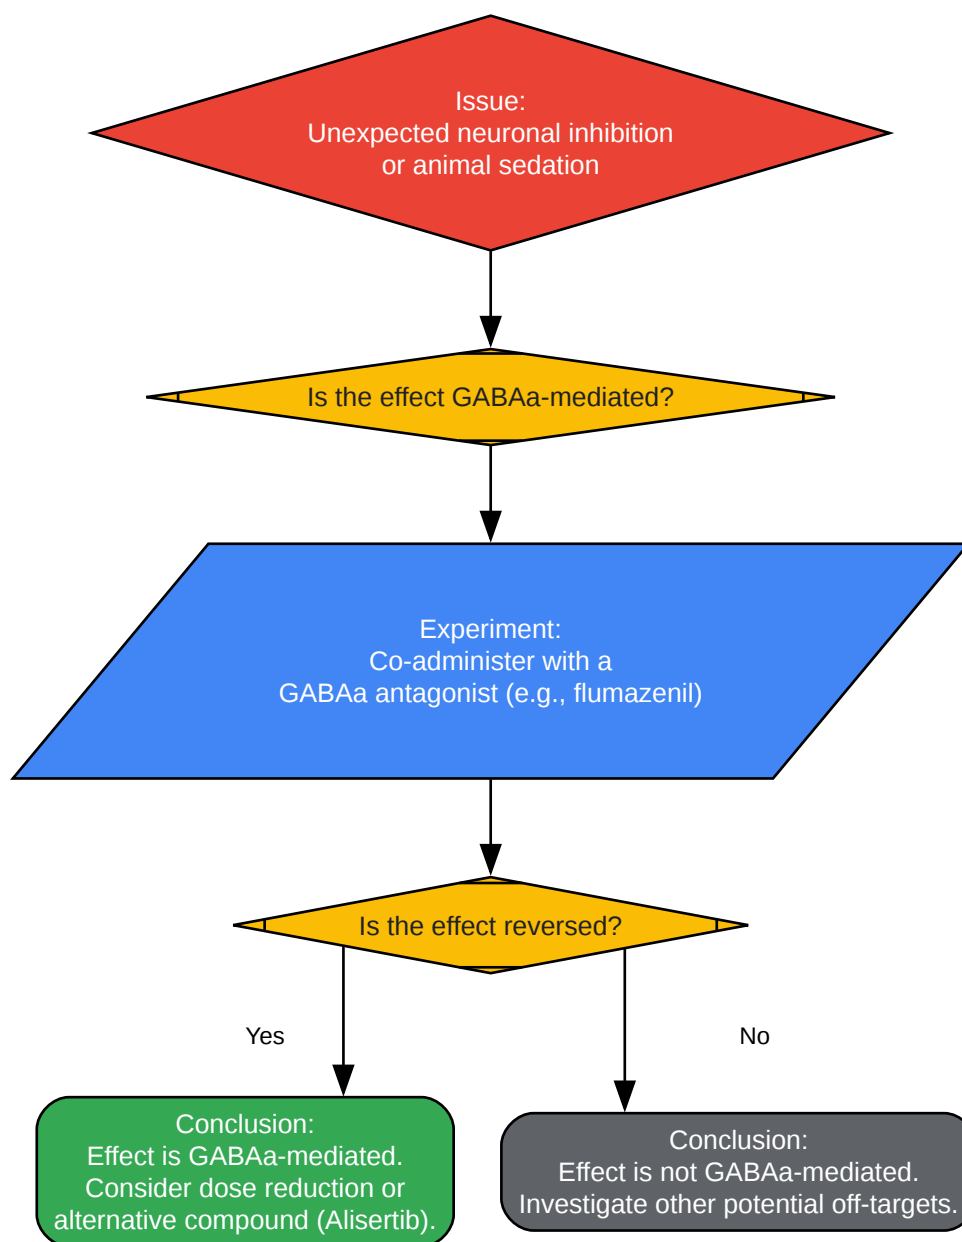 Issue:
Unexpected neuronal inhibition
or animal sedation
Is the effect GABAa-mediated?
Experiment:
Co-administer with a
GABAa antagonist (e.g., flumazenil)
Is the effect reversed?
Yes
No
Conclusion:
Effect is GABAa-mediated.
Consider dose reduction or
alternative compound (Alisertib).
Conclusion:
Effect is not GABAa-mediated.
Investigate other potential off-targets.